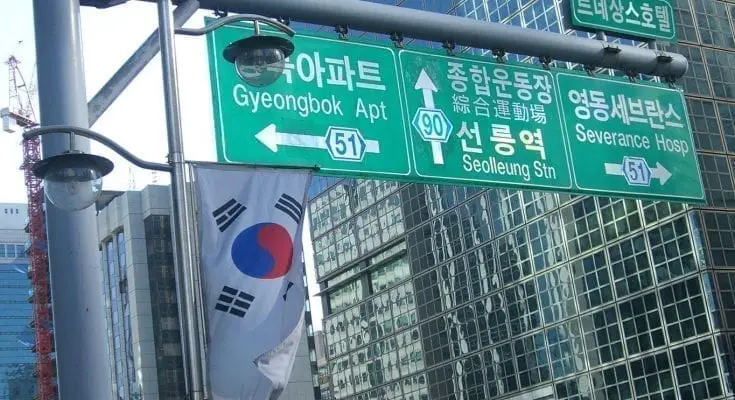 트네상스호텔
아파트
Gyeongbok Apt
51
종합운동장
綜合運動場
90
선릉역
Seolleung Stn
영동세브란스
Severance Hosp
51